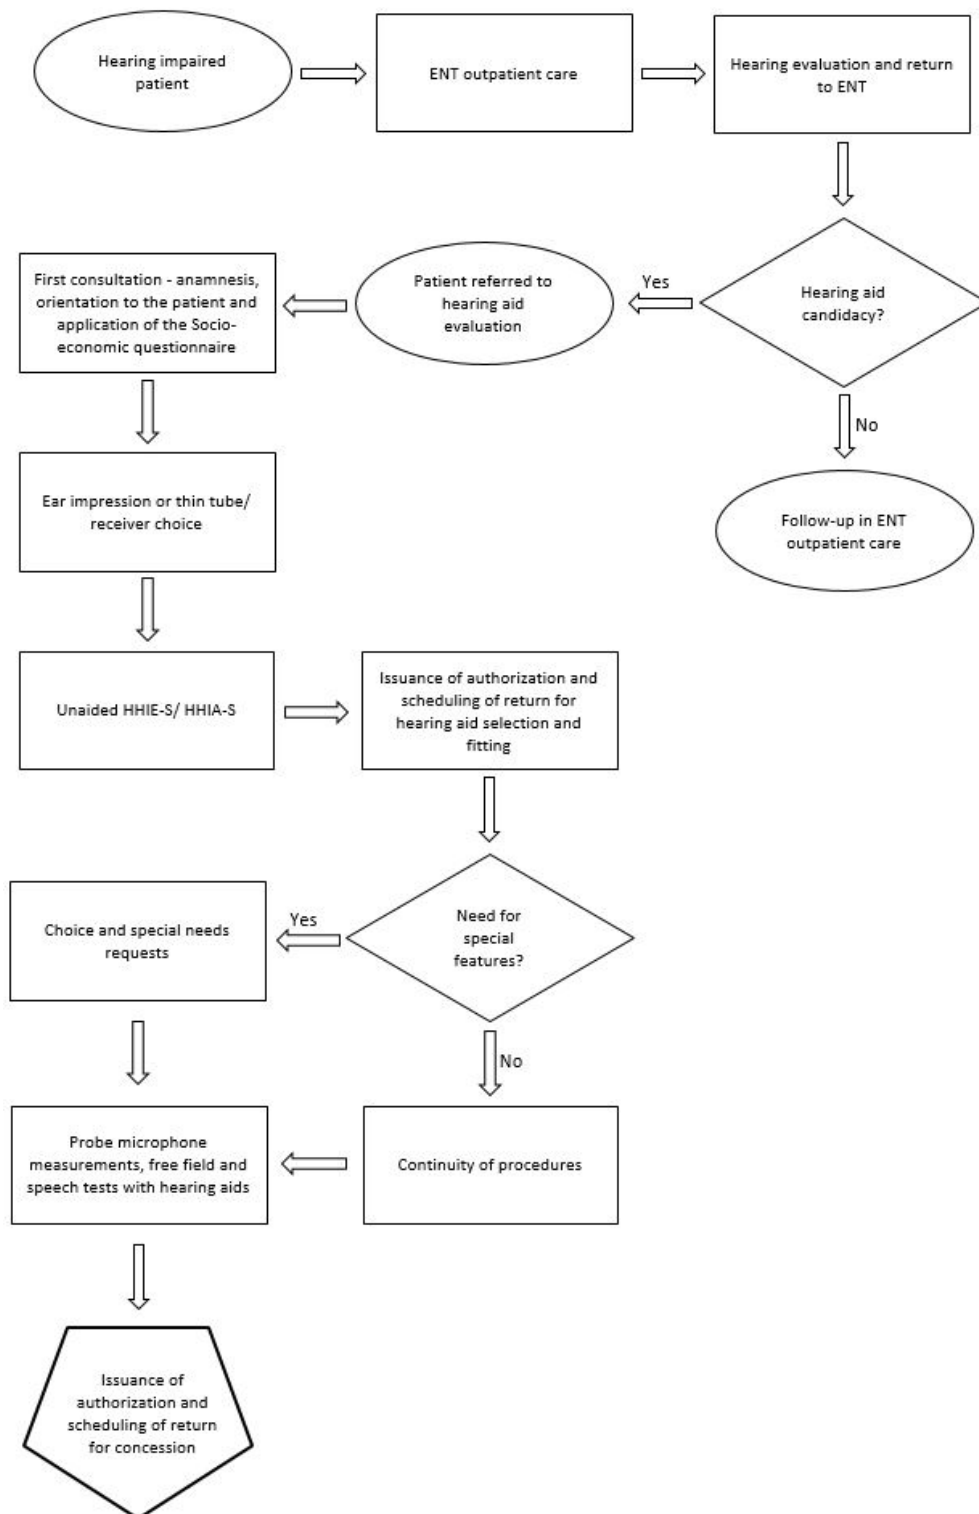 Hearing impaired
patient
ENT outpatient care
Hearing evaluation and return
to ENT
Hearing aid
candidacy?
Yes
Patient referred to
hearing aid
evaluation
First consultation - anamnesis,
orientation to the patient and
application of the Socio-
economic questionnaire
No
Follow-up in ENT
outpatient care
Ear impression or thin tube/
receiver choice
Unaided HHIE-S/ HHIA-S
Issuance of authorization and
scheduling of return for
hearing aid selection and
fitting
Need for
special
features?
Yes
Choice and special needs
requests
No
Continuity of procedures
Probe microphone
measurements, free field and
speech tests with hearing aids
Issuance of
authorization and
scheduling of return
for concession